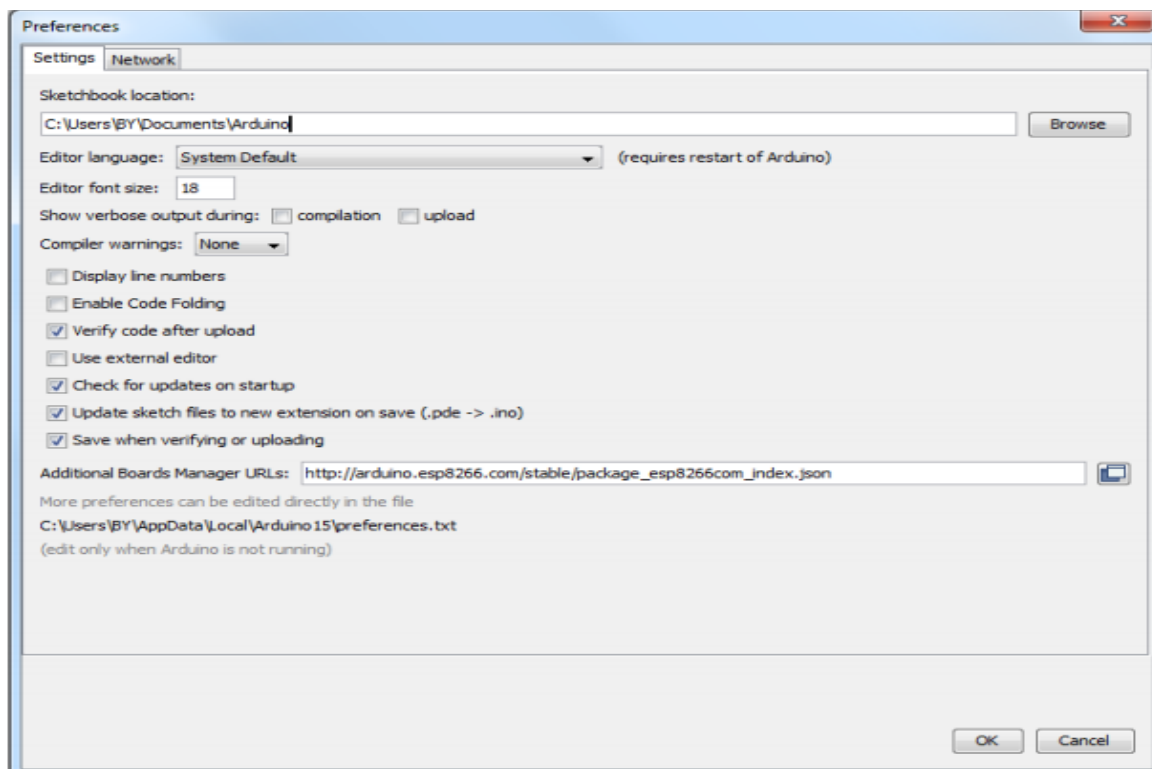 Preferences
Settings Network
Sketchbook location:
C:\Users\BY\Documents\Arduino Browse
Editor language: System Default (requires restart of Arduino)
Editor font size: 18
Show verbose output during: compilation upload
Compiler warnings: None
Display line numbers
Enable Code Folding
Verify code after upload
Use external editor
Check for updates on startup
Update sketch files to new extension on save (.pde -> .ino)
Save when verifying or uploading
Additional Boards Manager URLs: http://arduino.esp8266.com/stable/package_esp8266com_index.json
More preferences can be edited directly in the file
C:\Users\BY\AppData\Local\Arduino15\preferences.txt
(edit only when Arduino is not running)
OK Cancel